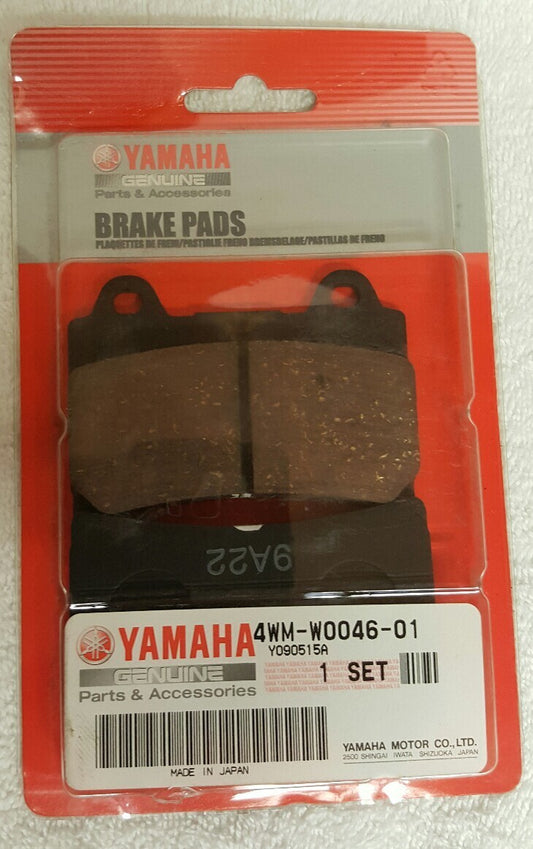 YAMAHA
GENUINE
Parts & Accessories
BRAKE PADS
PLAQUETTES DE FREIN/PASTIGLIE FRENO BREMSBELAGE/PASTILLAS DE FRENO
9A22
YAMAHA
GENUINE
Parts & Accessories
4WM-W0046-01
Y090515A
1 SET
MADE IN JAPAN
YAMAHA MOTOR CO.,LTD.
2500 SHINGAI IWATA SHIZUOKA JAPAN